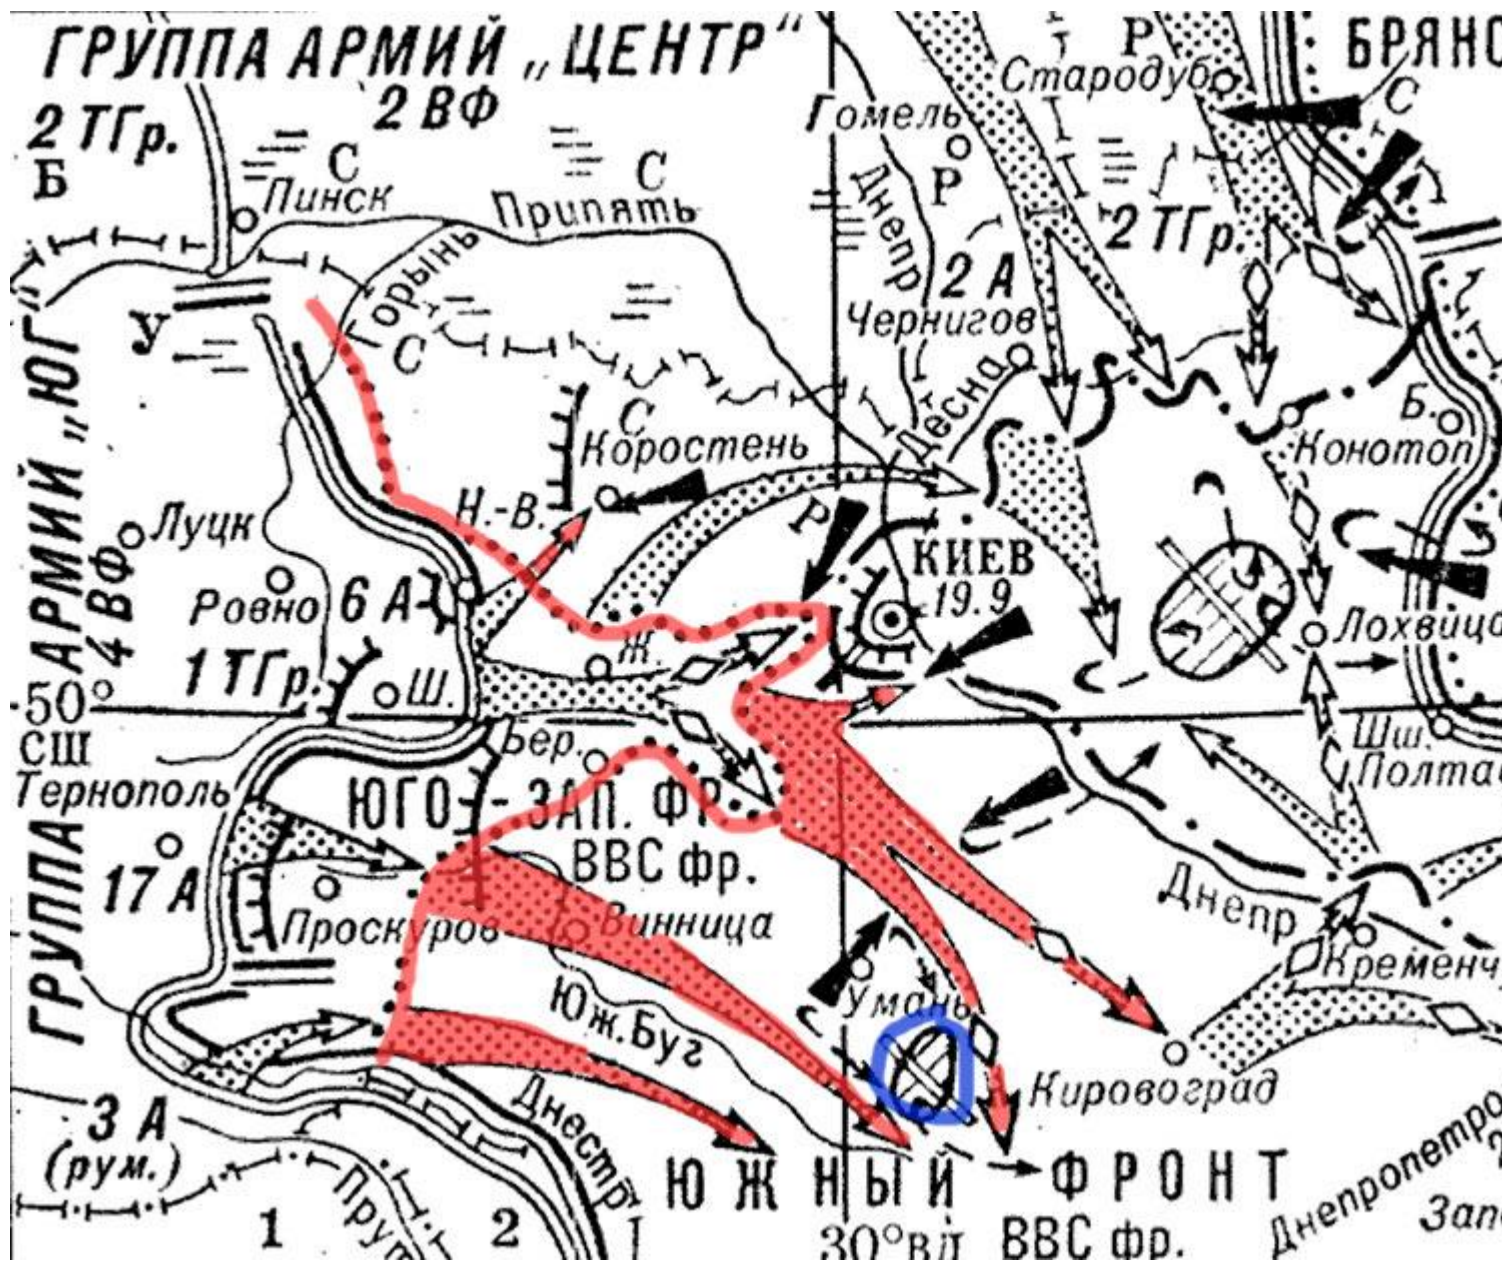 ГРУППА АРМИЙ „ЦЕНТР“
БРЯНС
2 ТГр.
2 ВФ
Р
Стародуб
С
Гомель
Б
С
С
Пинск
Припять
Днепр
Р
2 ТГр.
Горынь
2 А
Чернигов
У
С
Десна
ГРУППА АРМИЙ „ЮГ“
4 ВФ
С
Коростень
Б.
Конотоп
Н.-В.
Луцк
Р
КИЕВ
19.9
Ровно
6 А
Лохвица
Ж.
1 ТГр.
Ш.
50°
СШ
Бер.
Шш.
Полта
Тернополь
ЮГО-ЗАП. ФР.
ВВС фр.
17 А
Днепр
Проскуров
Винница
Кременч
Умань
Юж. Буг
Кировоград
3 А
(рум.)
Днестр
ЮЖНЫЙ ФРОНТ
Днепропетро
Прут
1
2
30°вд
ВВС фр.
Зап